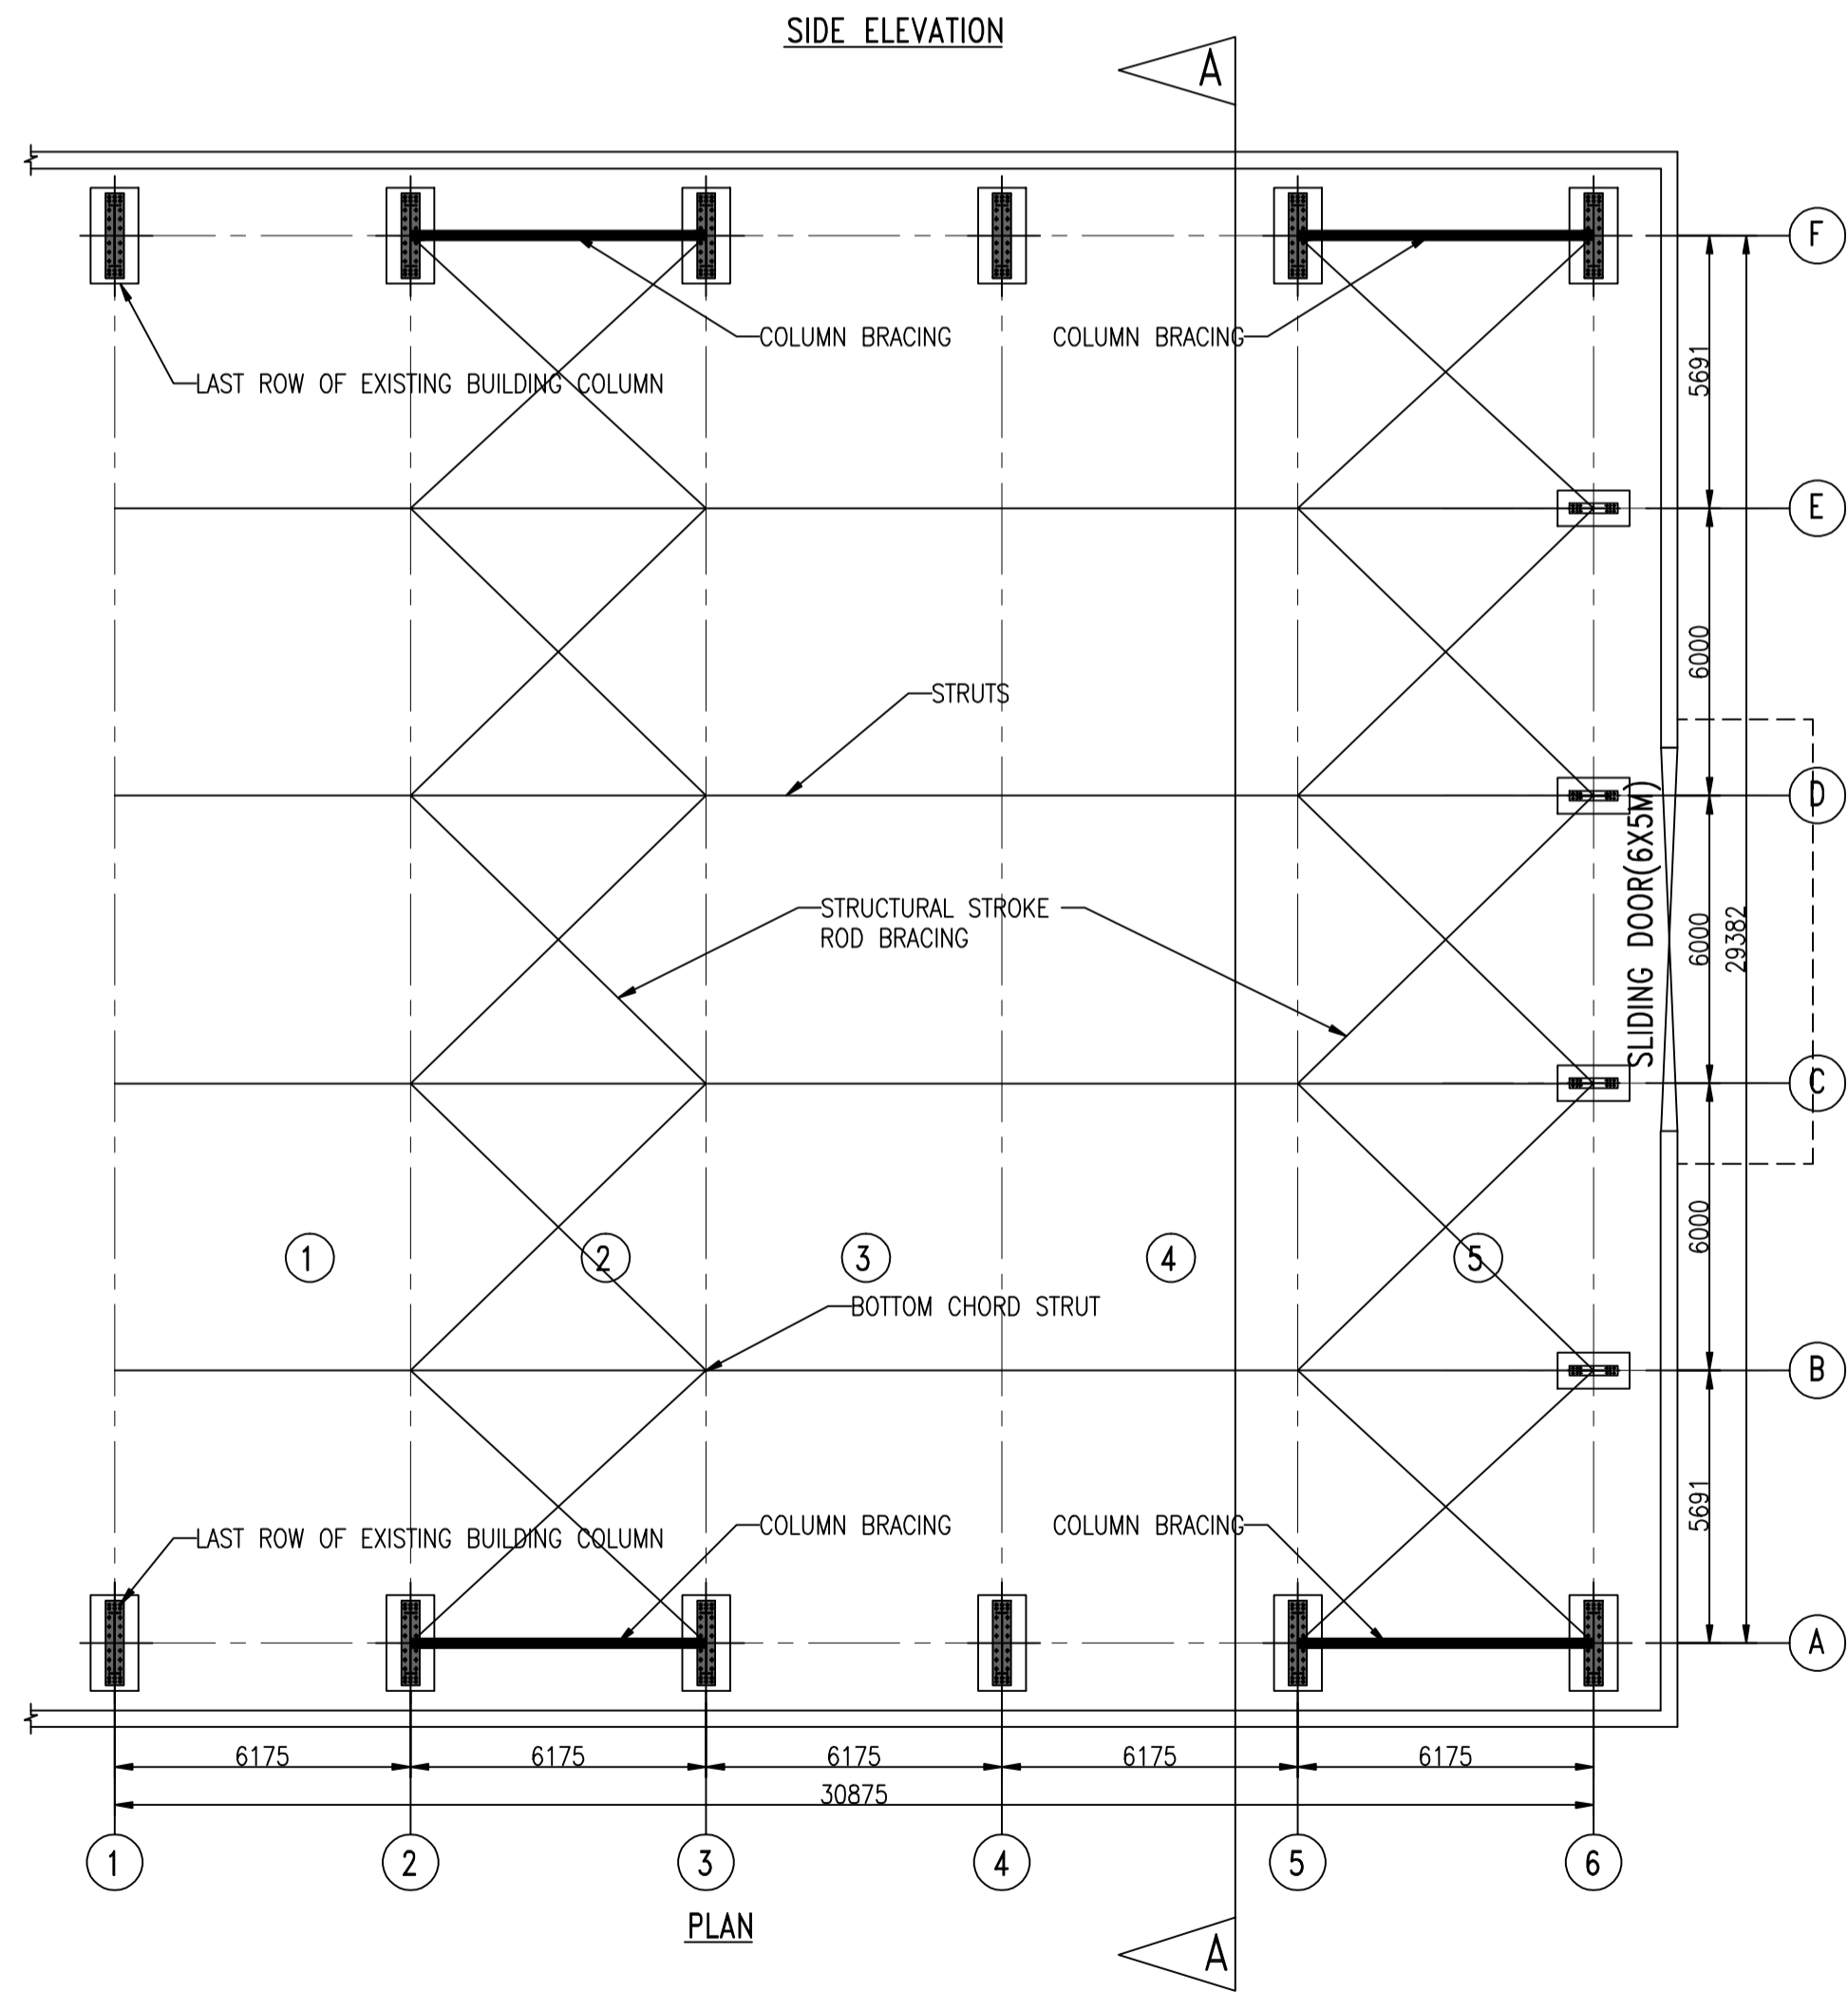 SIDE ELEVATION
A
F
COLUMN BRACING
COLUMN BRACING
5691
LAST ROW OF EXISTING BUILDING COLUMN
E
6000
STRUTS
D
SLIDING DOOR(6X5M)
STRUCTURAL STROKE
ROD BRACING
6000
29382
C
6000
1
2
3
4
5
BOTTOM CHORD STRUT
B
5691
LAST ROW OF EXISTING BUILDING COLUMN
COLUMN BRACING
COLUMN BRACING
A
6175
6175
6175
6175
6175
30875
1
2
3
4
5
6
PLAN
A